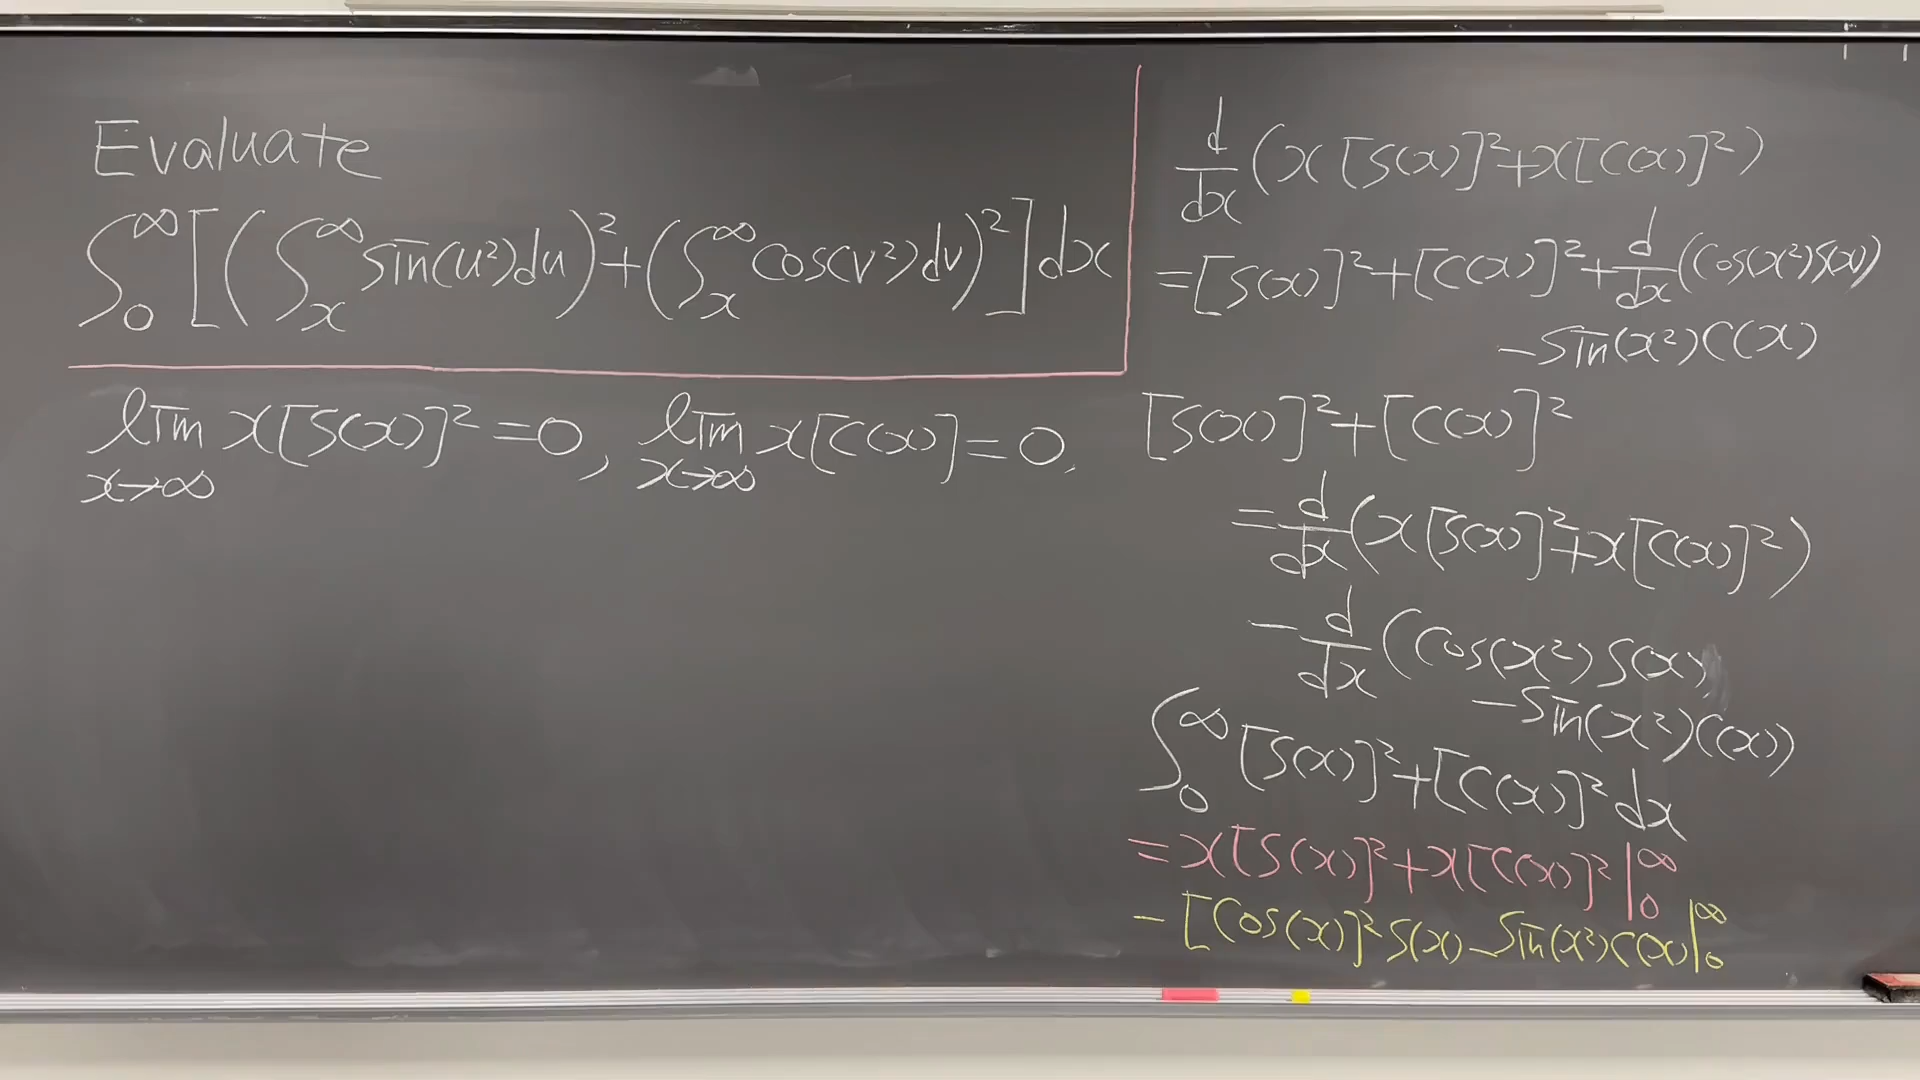 Evaluate
∫₀^∞ [(∫ₓ^∞ sin(u²)du)² + (∫ₓ^∞ cos(v²)dv)²] dx
lim x→∞ x[S(x)]² = 0, lim x→∞ x[C(x)] = 0.
d/dx (x[S(x)]² + x[C(x)]²)
= [S(x)]² + [C(x)]² + d/dx (cos(x²)S(x)
− sin(x²)C(x)
[S(x)]² + [C(x)]²
= d/dx (x[S(x)]² + x[C(x)]²)
− d/dx (cos(x²)S(x)
− sin(x²)C(x))
∫₀^∞ [S(x)]² + [C(x)]² dx
= x[S(x)]² + x[C(x)]² |₀^∞
− [cos(x)]² S(x) − sin(x²)C(x) |₀^∞